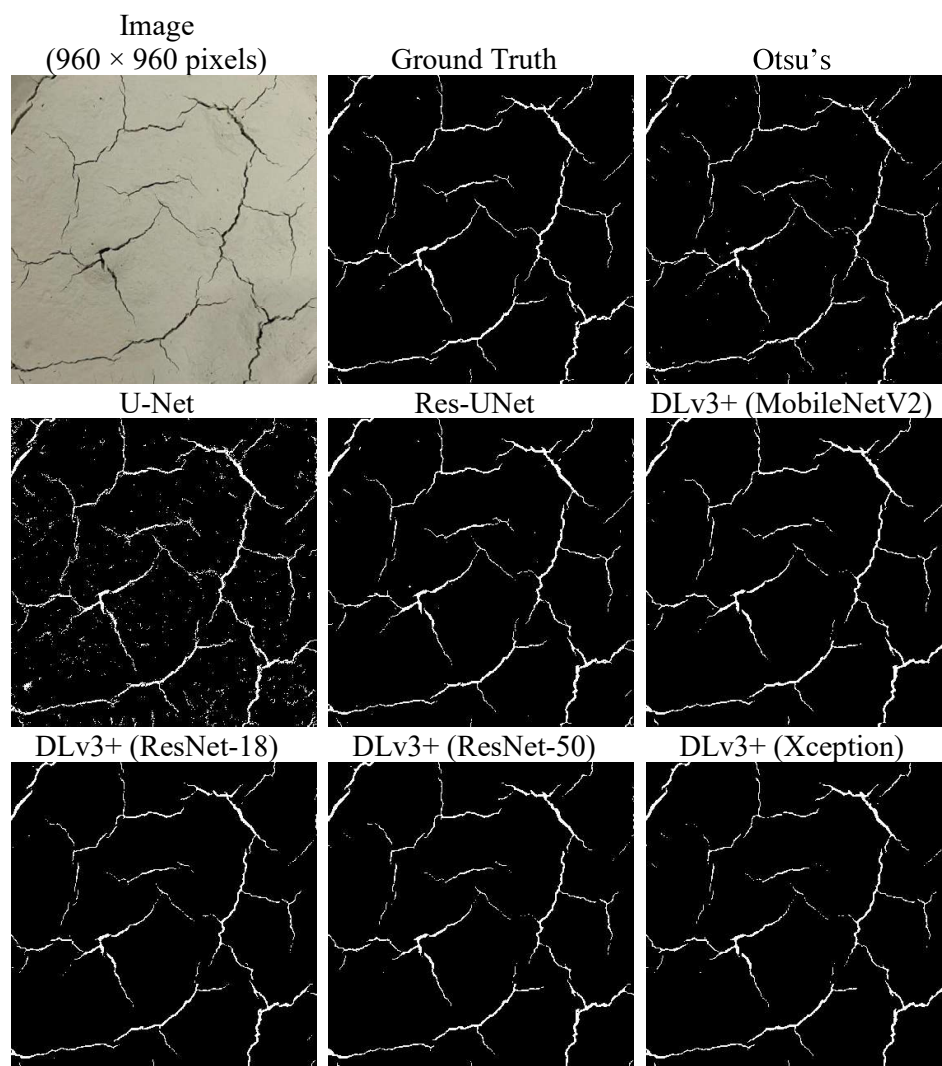 Image
(960 × 960 pixels)
Ground Truth
Otsu’s
U-Net
Res-UNet
DLv3+ (MobileNetV2)
DLv3+ (ResNet-18)
DLv3+ (ResNet-50)
DLv3+ (Xception)